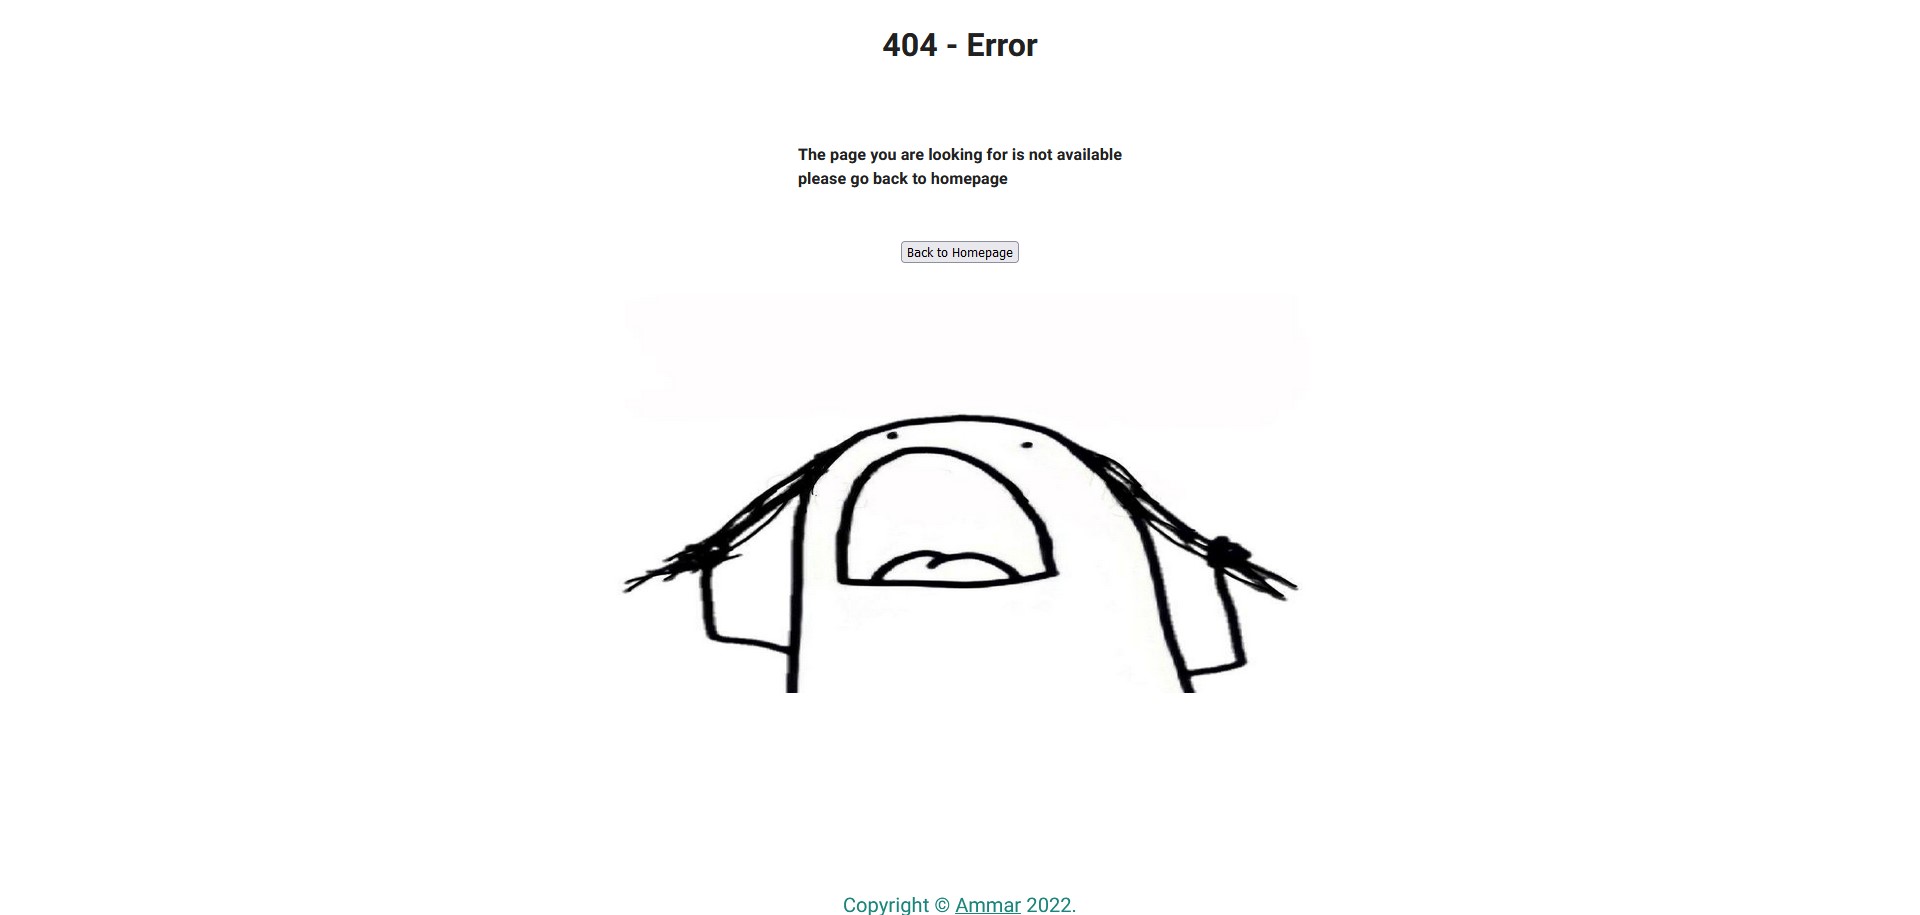 404 - Error
The page you are looking for is not available
please go back to homepage
Back to Homepage
Copyright © Ammar 2022.